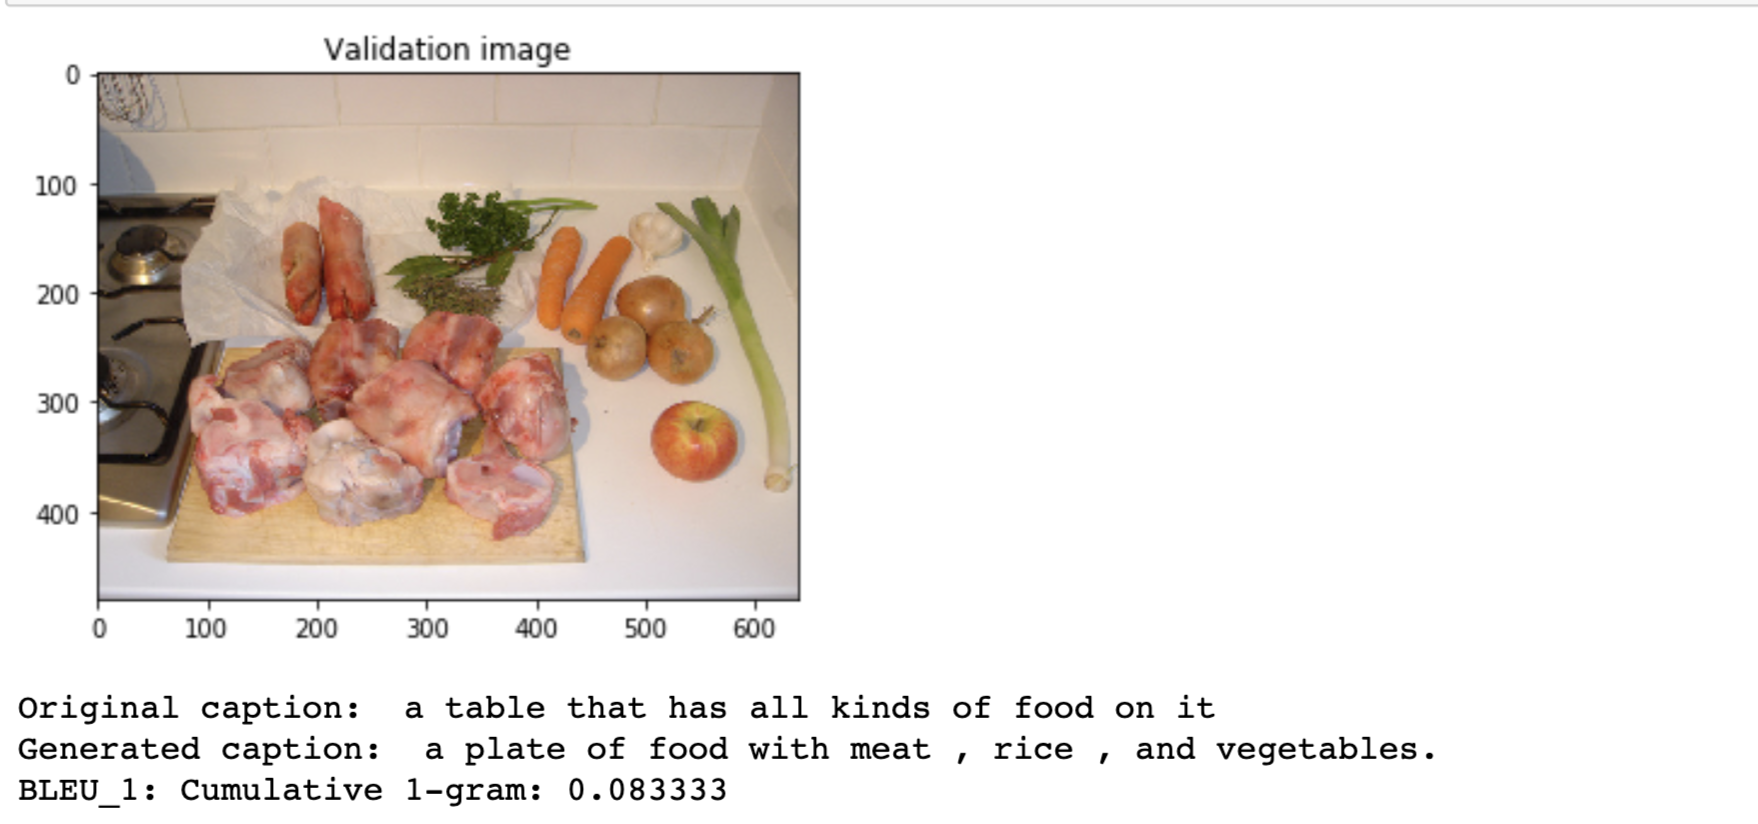 Validation image
0
100
200
300
400
0 100 200 300 400 500 600
Original caption:  a table that has all kinds of food on it
Generated caption:  a plate of food with meat , rice , and vegetables.
BLEU_1: Cumulative 1-gram: 0.083333